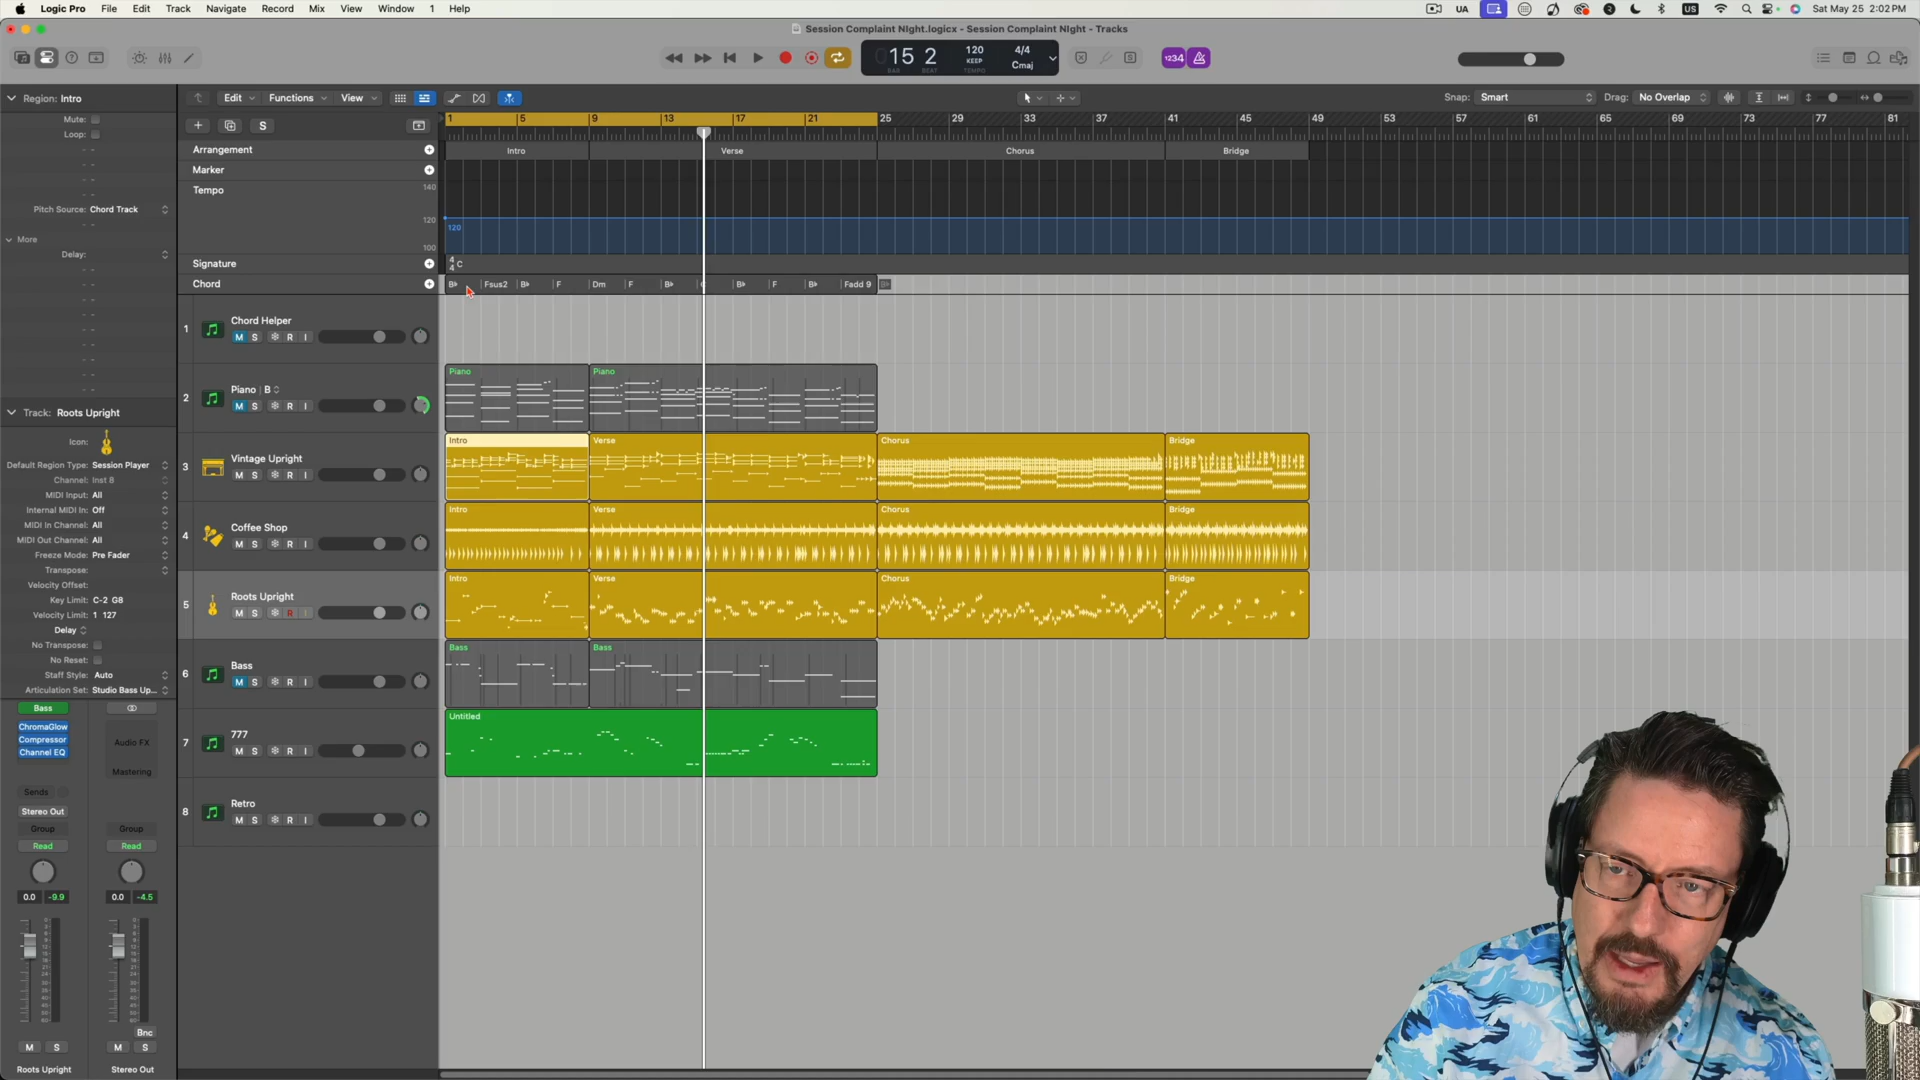 Logic Pro File Edit Track Navigate Record Mix View Window 1 Help UA US Sat May 25 2:02 PM
Session Complaint NIght.logicx - Session Complaint NIght - Tracks
15 2 120 KEEP 4/4 Cmaj
BAR BEAT TEMPO
1234
Region: Intro
Mute:
Loop:
Pitch Source: Chord Track
More
Delay:
Edit Functions View Snap: Smart Drag: No Overlap
S
1 5 9 13 17 21 25 29 33 37 41 45 49 53 57 61 65 69 73 77 81
Arrangement
Intro Verse Chorus Bridge
Marker
Tempo
140
120
100
120
Signature
4/4 C
Chord
B♭ Fsus2 B♭ F Dm F B♭ B♭ F B♭ Fadd 9
1 Chord Helper
M S R I
2 Piano | B
M S R I
Piano Piano
3 Vintage Upright
M S R I
Intro Verse Chorus Bridge
4 Coffee Shop
M S R I
Intro Verse Chorus Bridge
5 Roots Upright
M S R I
Intro Verse Chorus Bridge
6 Bass
M S R I
Bass Bass
7 777
M S R I
Untitled
8 Retro
M S R I
Track: Roots Upright
Icon:
Default Region Type: Session Player
Channel: Inst 8
MIDI Input: All
Internal MIDI In: Off
MIDI In Channel: All
MIDI Out Channel: All
Freeze Mode: Pre Fader
Transpose:
Velocity Offset:
Key Limit: C-2 G8
Velocity Limit: 1 127
Delay
No Transpose:
No Reset:
Staff Style: Auto
Articulation Set: Studio Bass Up...
Bass
ChromaGlow
Compressor
Channel EQ
Audio FX
Mastering
Sends
Stereo Out
Group Group
Read Read
0.0 -9.9 0.0 -4.5
Bnc
M S M S
Roots Upright Stereo Out